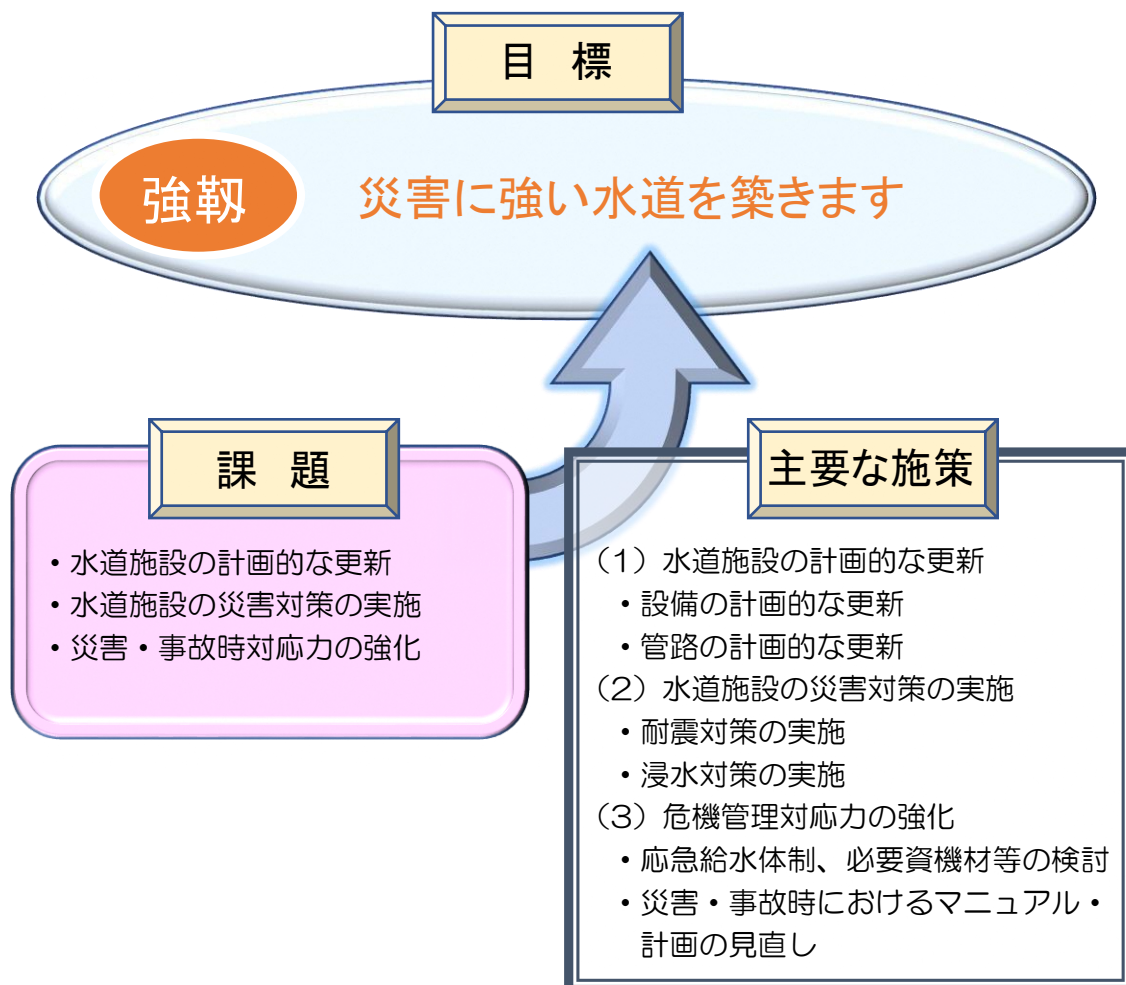 目 標
強靱 災害に強い水道を築きます
課 題
・水道施設の計画的な更新
・水道施設の災害対策の実施
・災害・事故時対応力の強化
主要な施策
（1）水道施設の計画的な更新
・設備の計画的な更新
・管路の計画的な更新
（2）水道施設の災害対策の実施
・耐震対策の実施
・浸水対策の実施
（3）危機管理対応力の強化
・応急給水体制、必要資機材等の検討
・災害・事故時におけるマニュアル・
計画の見直し